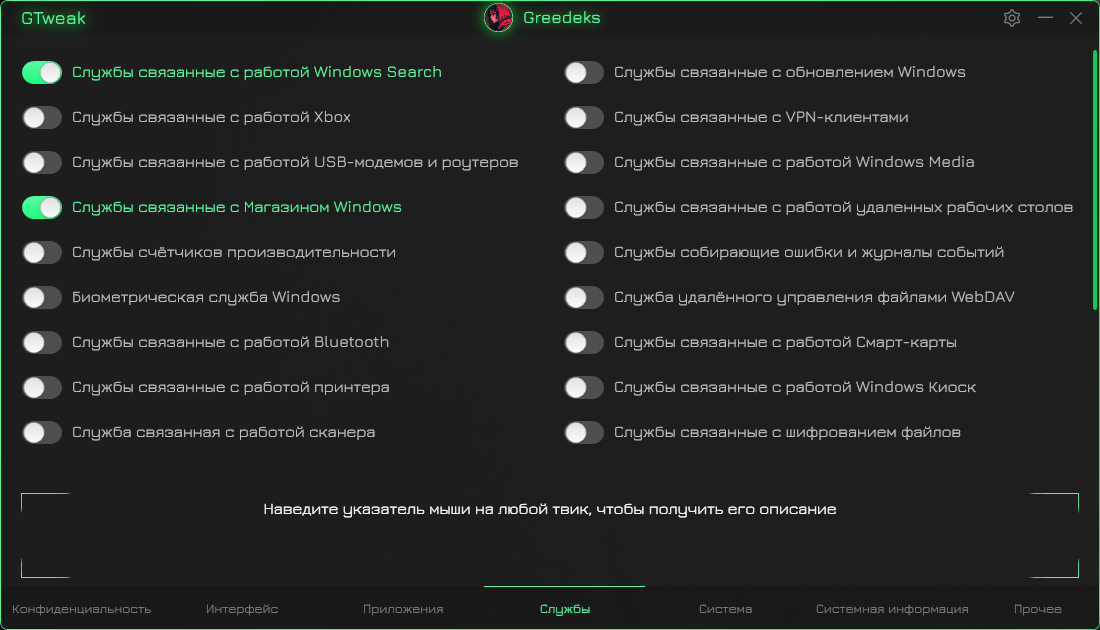 GTweak
Greedeks
Службы связанные с работой Windows Search
Службы связанные с обновлением Windows
Службы связанные с работой Xbox
Службы связанные с VPN-клиентами
Службы связанные с работой USB-модемов и роутеров
Службы связанные с работой Windows Media
Службы связанные с Магазином Windows
Службы связанные с работой удаленных рабочих столов
Службы счётчиков производительности
Службы собирающие ошибки и журналы событий
Биометрическая служба Windows
Служба удалённого управления файлами WebDAV
Службы связанные с работой Bluetooth
Службы связанные с работой Смарт-карты
Службы связанные с работой принтера
Службы связанные с работой Windows Киоск
Служба связанная с работой сканера
Службы связанные с шифрованием файлов
Наведите указатель мыши на любой твик, чтобы получить его описание
Конфиденциальность
Интерфейс
Приложения
Службы
Система
Системная информация
Прочее